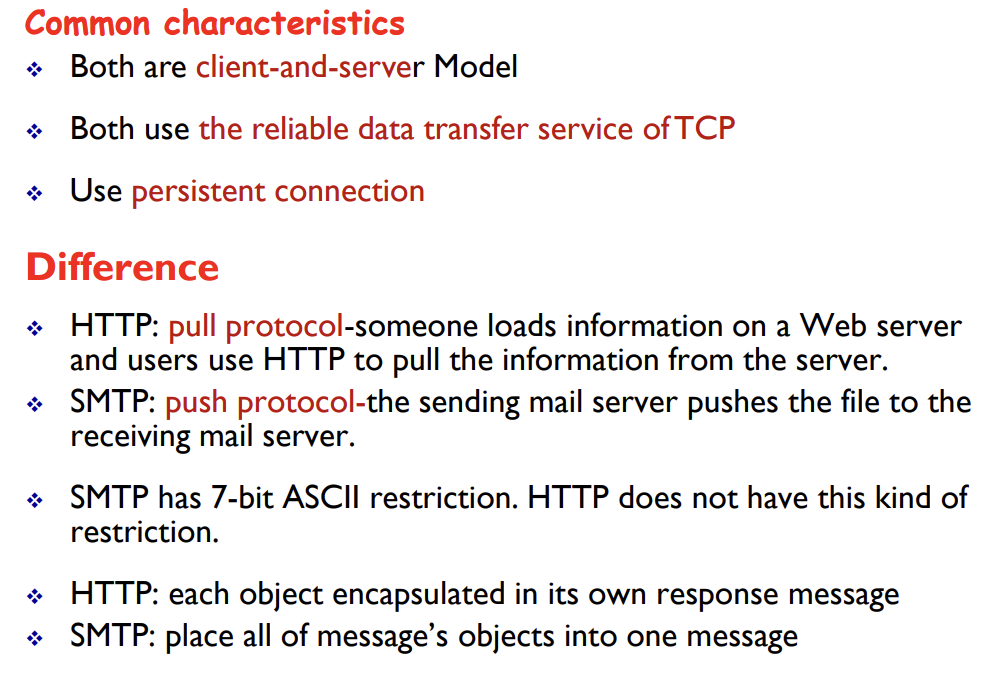 Common characteristics
❖ Both are client-and-server Model
❖ Both use the reliable data transfer service of TCP
❖ Use persistent connection
Difference
❖ HTTP: pull protocol-someone loads information on a Web server
and users use HTTP to pull the information from the server.
❖ SMTP: push protocol-the sending mail server pushes the file to the
receiving mail server.
❖ SMTP has 7-bit ASCII restriction. HTTP does not have this kind of
restriction.
❖ HTTP: each object encapsulated in its own response message
❖ SMTP: place all of message’s objects into one message